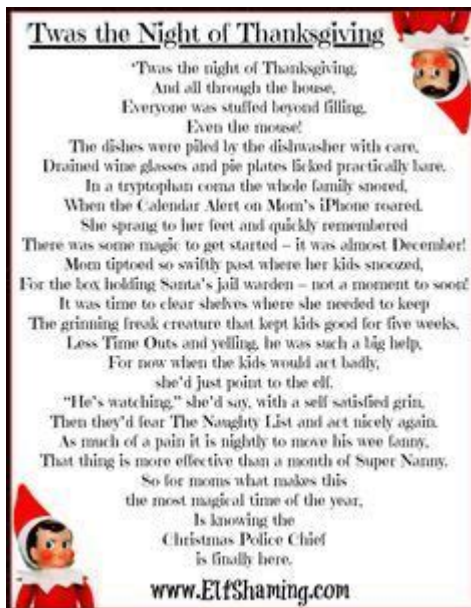 Twas the Night of Thanksgiving
'Twas the night of Thanksgiving,
And all through the house,
Everyone was stuffed beyond filling,
Even the mouse!
The dishes were piled by the dishwasher with care,
Drained wine glasses and pie plates licked practically bare.
In a tryptophan coma the whole family snored,
When the Calendar Alert on Mom's iPhone roared.
She sprang to her feet and quickly remembered
There was some magic to get started – it was almost December!
Mom tiptoed so swiftly past where her kids snoozed,
For the box holding Santa's jail warden – not a moment to soon!
It was time to clear shelves where she needed to keep
The grinning freak creature that kept kids good for five weeks.
Less Time Outs and yelling, he was such a big help,
For now when the kids would act badly,
she'd just point to the elf.
"He's watching," she'd say, with a self satisfied grin,
Then they'd fear The Naughty List and act nicely again.
As much of a pain it is nightly to move his wee fanny,
That thing is more effective than a month of Super Nanny.
So for moms what makes this
the most magical time of the year,
Is knowing the
Christmas Police Chief
is finally here.
www.ElfShaming.com